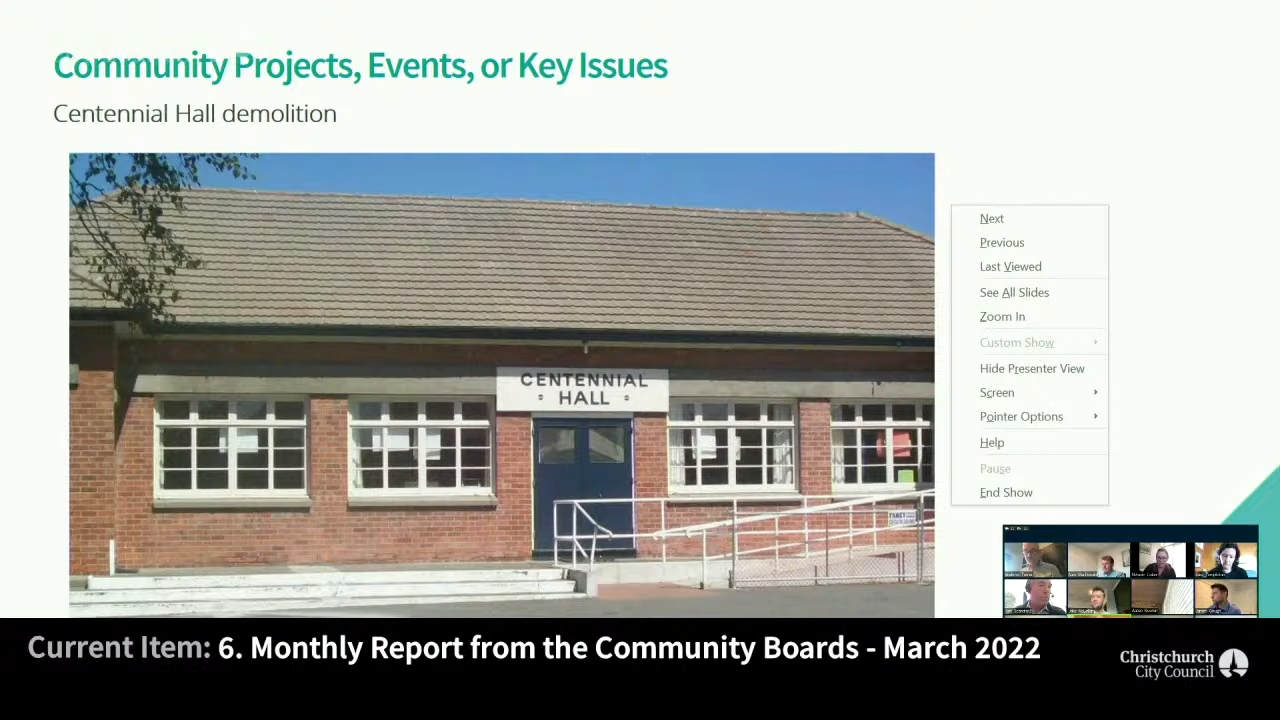 Community Projects, Events, or Key Issues
Centennial Hall demolition
CENTENNIAL
HALL
Next
Previous
Last Viewed
See All Slides
Zoom In
Custom Show
Hide Presenter View
Screen
Pointer Options
Help
Pause
End Show
Current Item: 6. Monthly Report from the Community Boards - March 2022
Christchurch
City Council